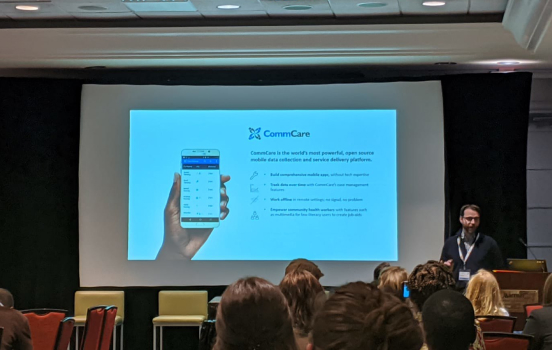 CommCare
CommCare is the world's most powerful, open source
mobile data collection and service delivery platform.
Build comprehensive mobile apps, without tech expertise
Track data over time with CommCare's case management
features
Work offline in remote settings, no signal, no problem
Empower community health workers with features such
as multimedia for low-literacy users to create job aids